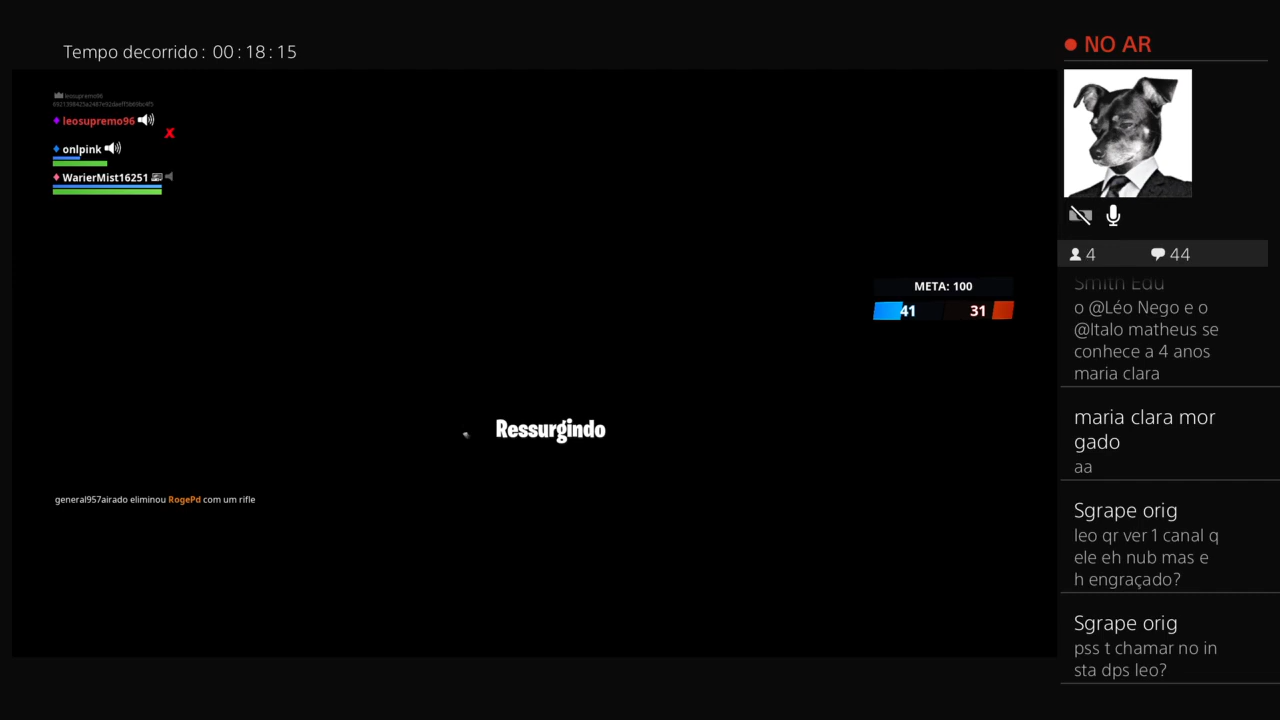 Tempo decorrido: 00:18:15
NO AR
leosupremo96
leosupremo96
onlpink
WarierMist16251
META: 100
41 31
Ressurgindo
general957airado eliminou RogePd com um rifle
4 44
Smith Edu
o @Léo Nego e o
@Italo matheus se
conhece a 4 anos
maria clara
maria clara mor
gado
aa
Sgrape orig
leo qr ver 1 canal q
ele eh nub mas e
h engraçado?
Sgrape orig
pss t chamar no in
sta dps leo?